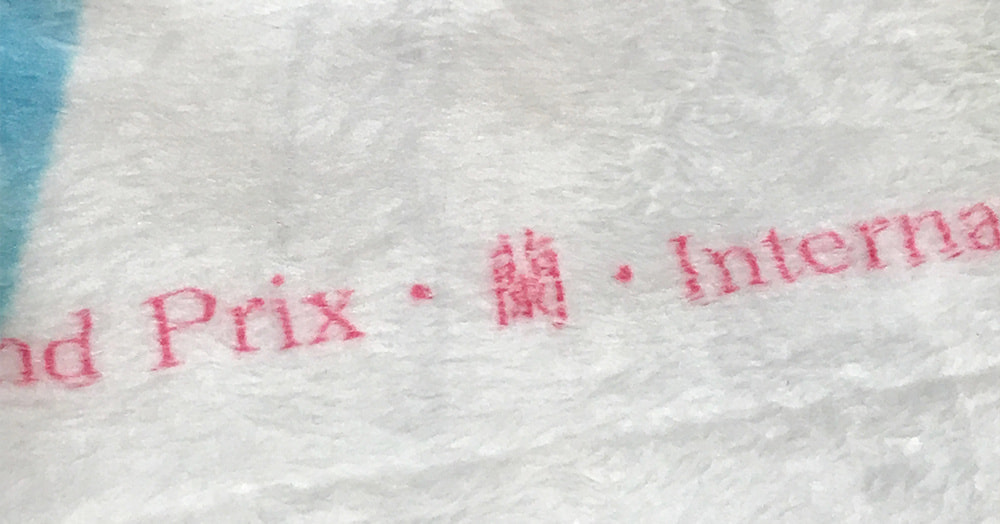 nd Prix・蘭・Interna